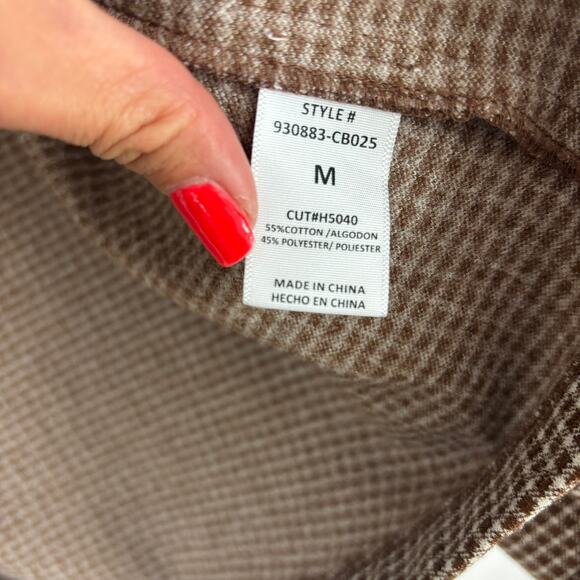 STYLE #
930883-CB025
M
CUT#H5040
55%COTTON /ALGODON
45% POLYESTER/ POLIESTER
MADE IN CHINA
HECHO EN CHINA